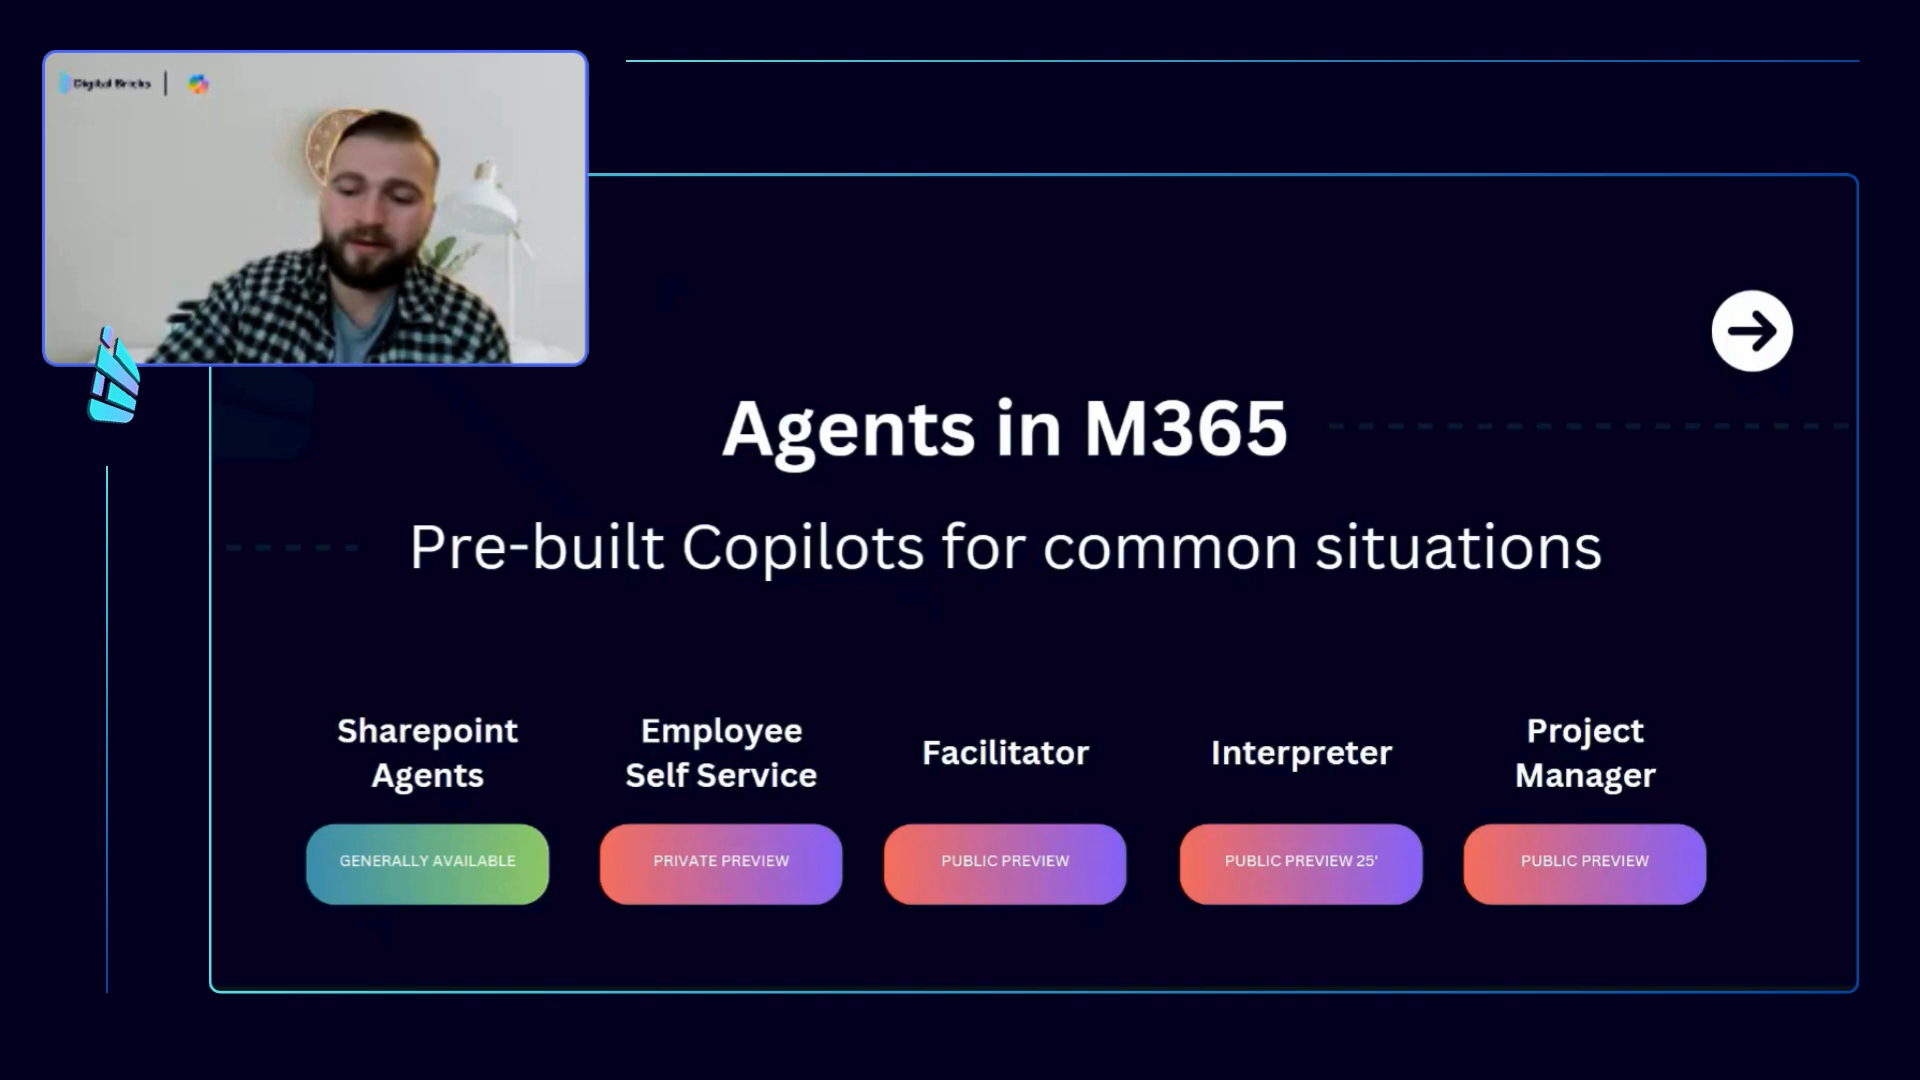 Digital Bricks
Agents in M365
Pre-built Copilots for common situations
Sharepoint
Agents
GENERALLY AVAILABLE
Employee
Self Service
PRIVATE PREVIEW
Facilitator
PUBLIC PREVIEW
Interpreter
PUBLIC PREVIEW 25'
Project
Manager
PUBLIC PREVIEW